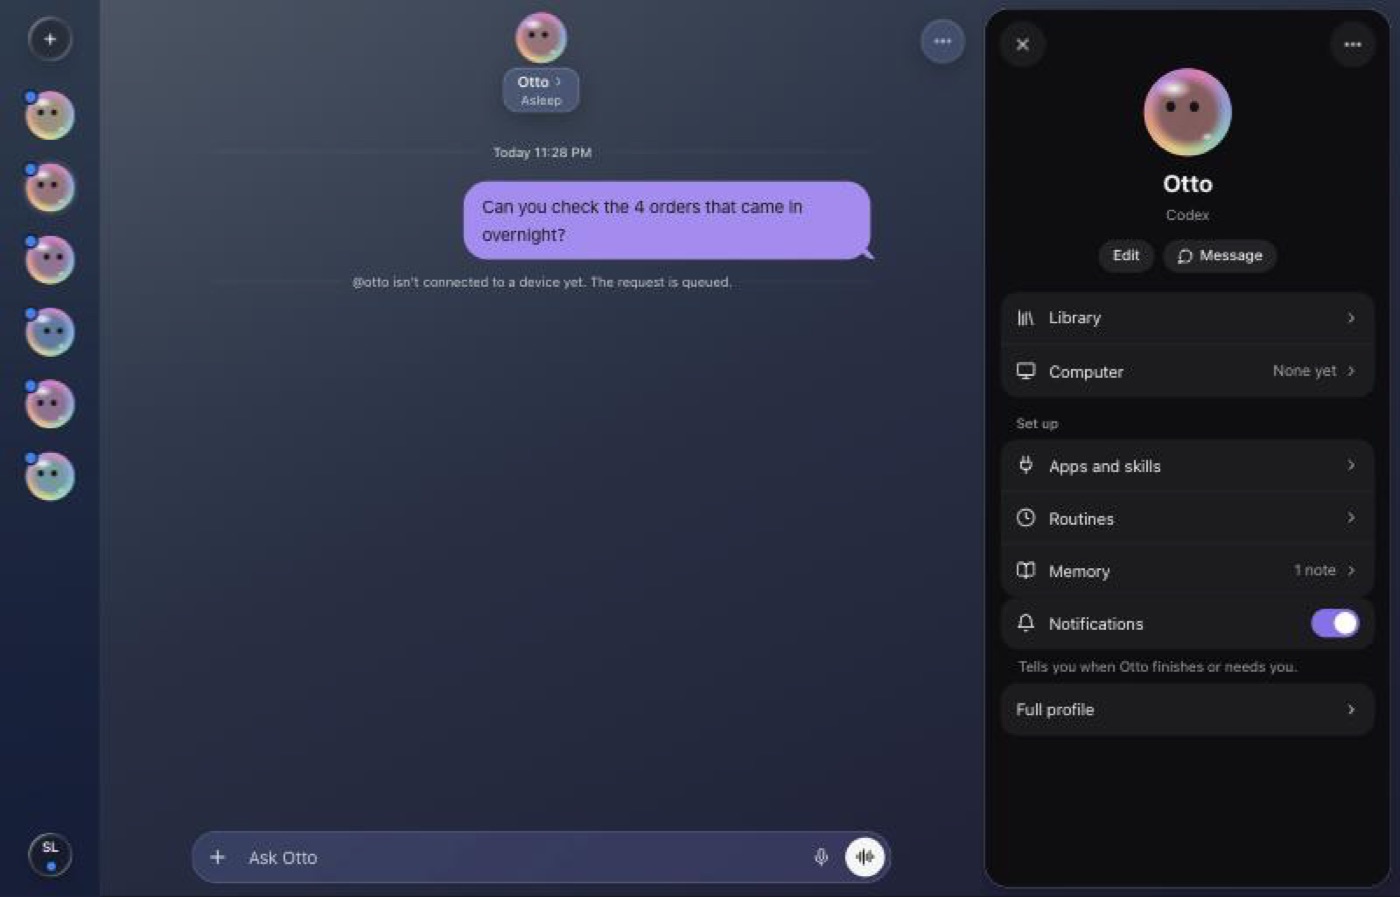 Otto
Asleep
Today 11:28 PM
Can you check the 4 orders that came in
overnight?
@otto isn't connected to a device yet. The request is queued.
Ask Otto
SL
Otto
Codex
Edit
Message
Library
Computer
None yet
Set up
Apps and skills
Routines
Memory
1 note
Notifications
Tells you when Otto finishes or needs you.
Full profile